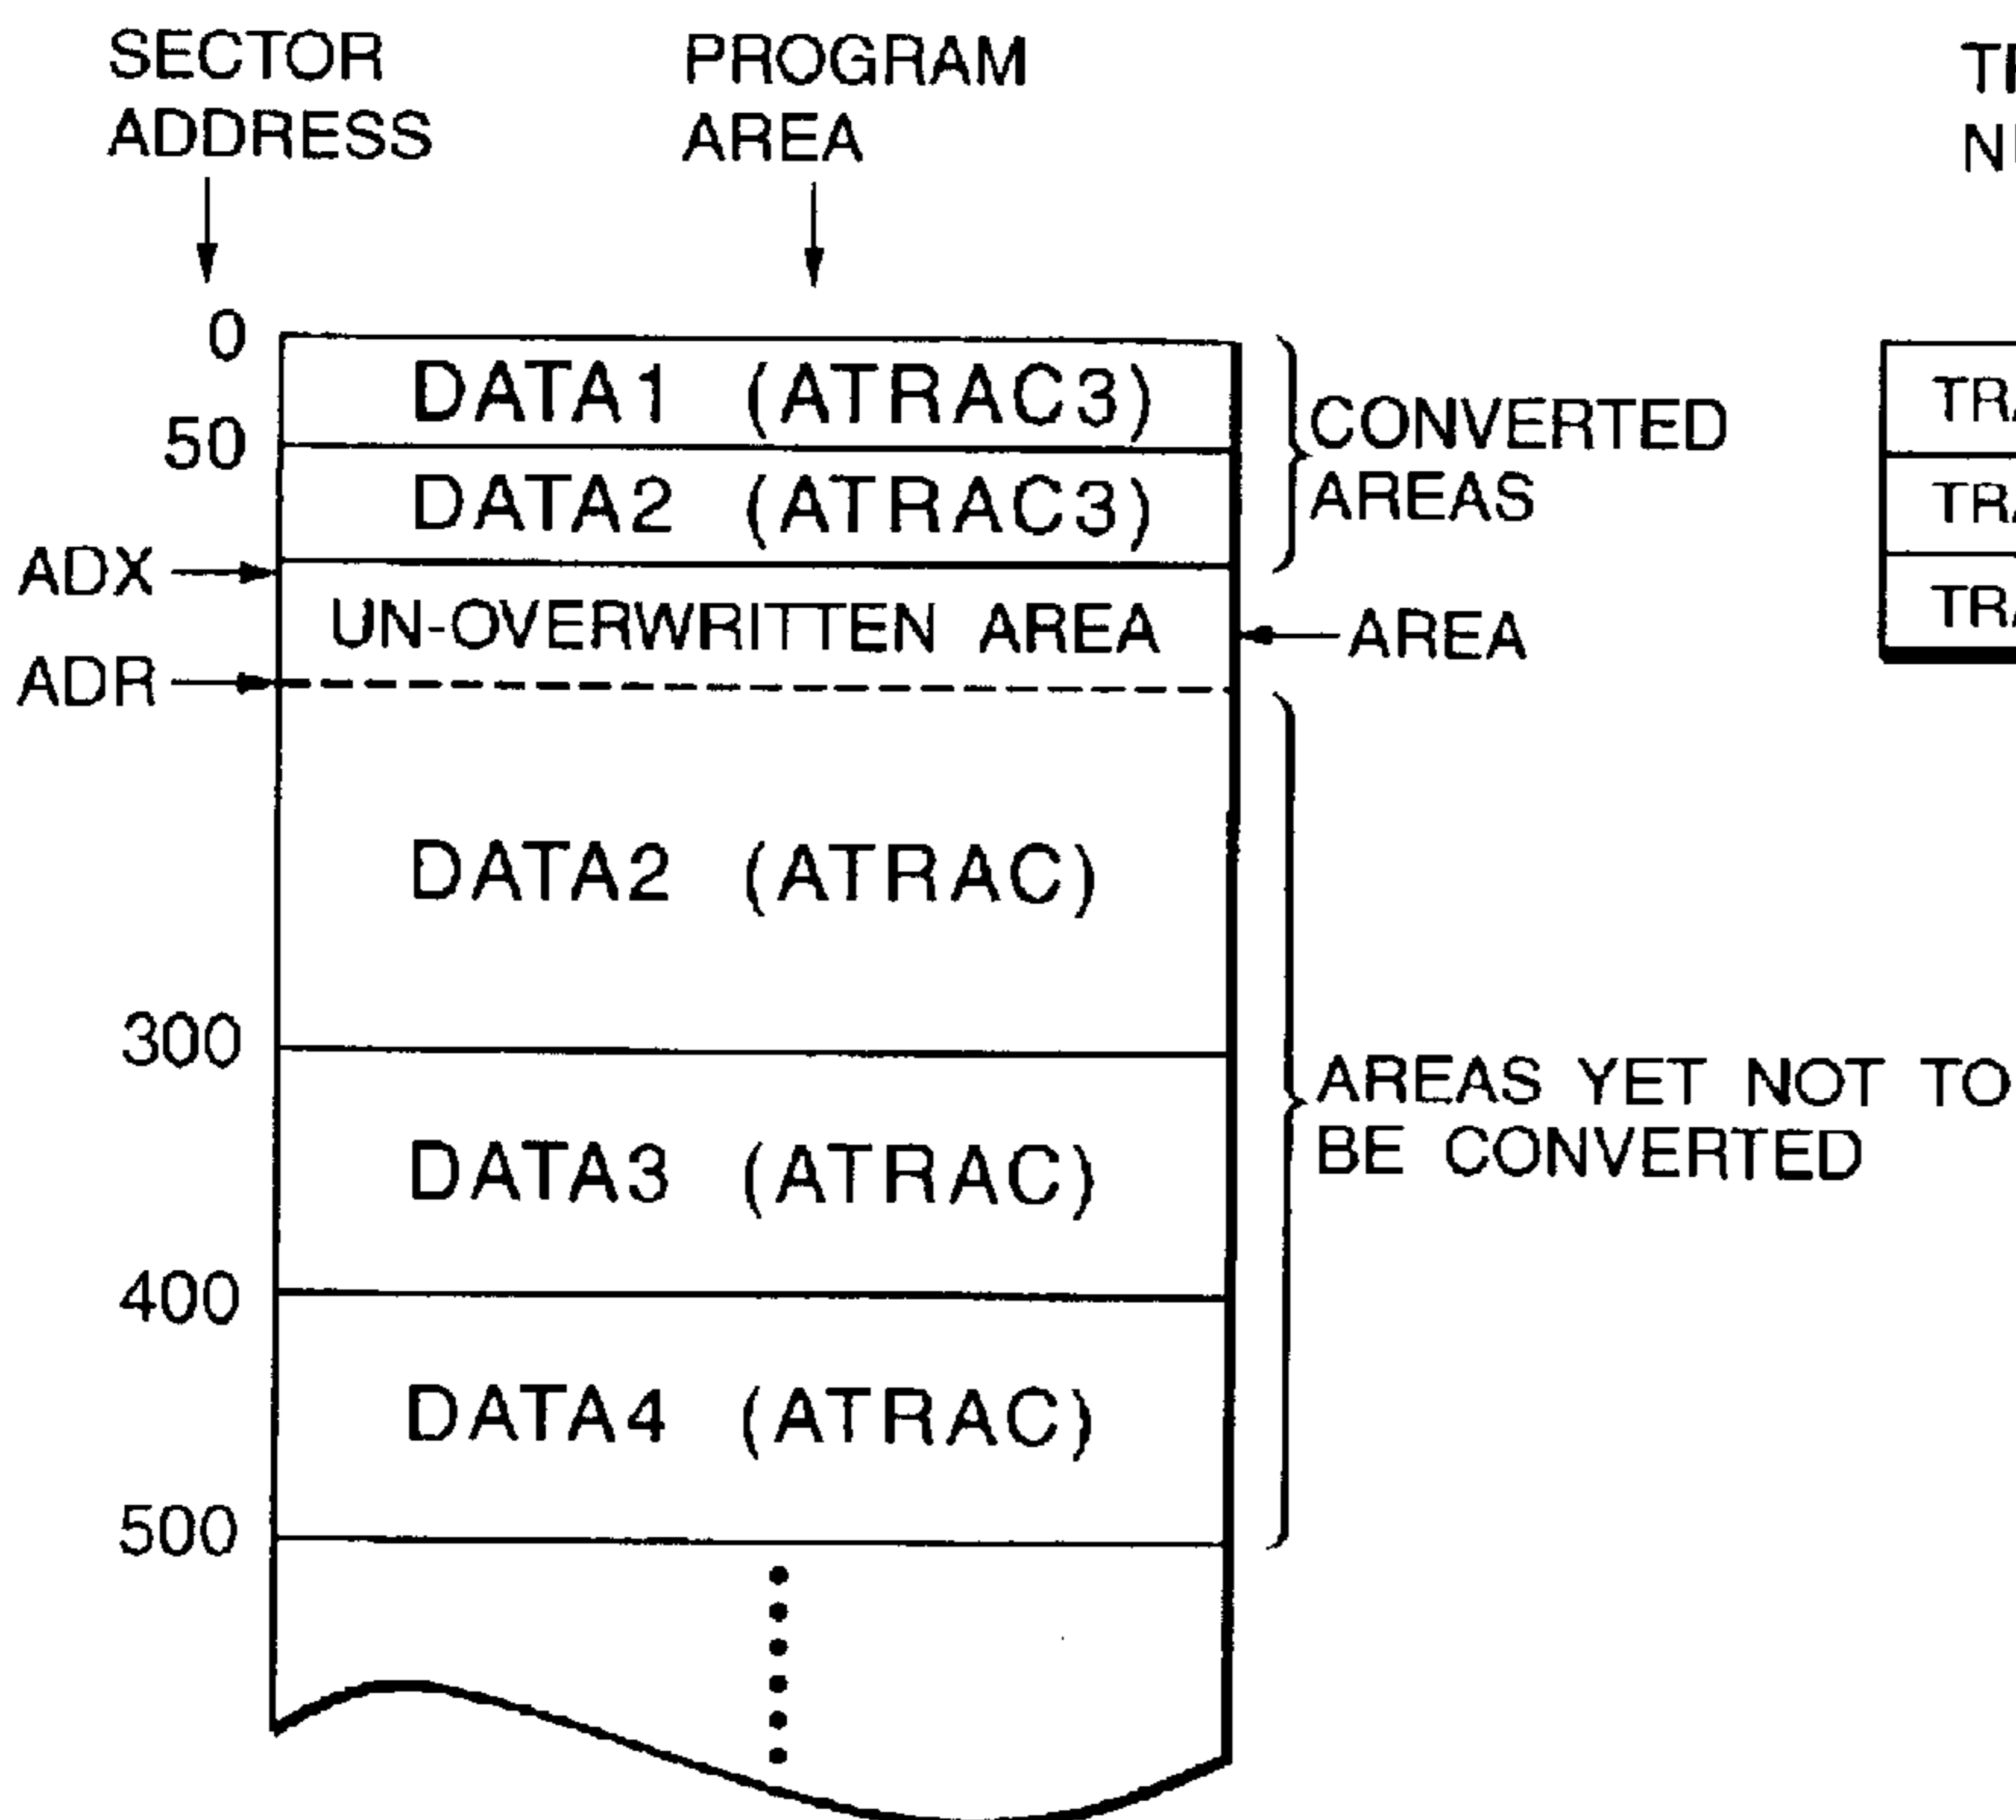 SECTOR
ADDRESS
PROGRAM
AREA
0
DATA1 (ATRAC3)
50
DATA2 (ATRAC3)
CONVERTED
AREAS
ADX
UN-OVERWRITTEN AREA
AREA
ADR
DATA2 (ATRAC)
300
AREAS YET NOT TO
BE CONVERTED
DATA3 (ATRAC)
400
DATA4 (ATRAC)
500